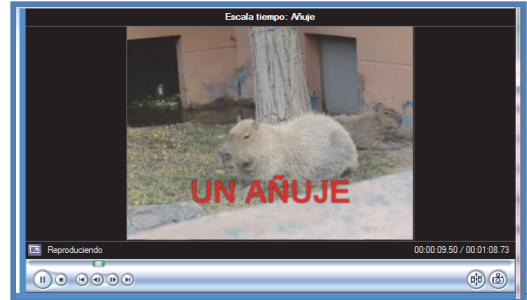 Escala tiempo: Añuje
UN AÑUJE
Reproduciendo
00:00:09.50 / 00:01:08.73